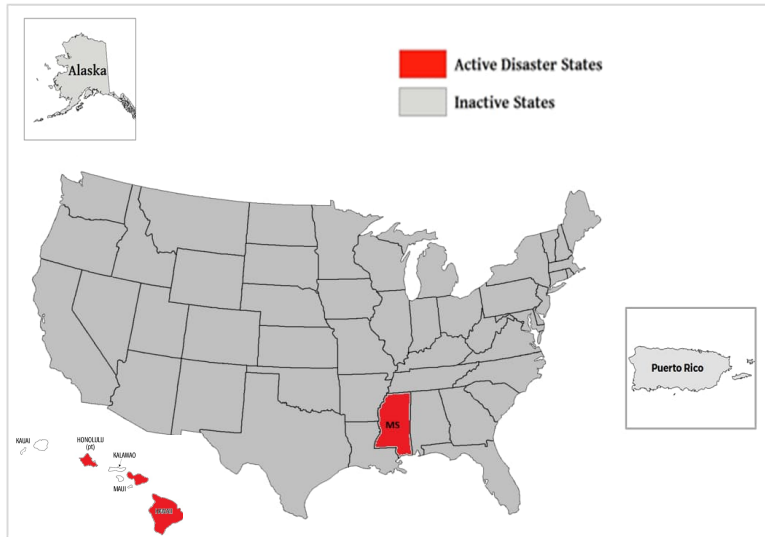 Alaska
Active Disaster States
Inactive States
Puerto Rico
MS
KAUAI
HONOLULU
(pt)
KALAWAO
MAUI